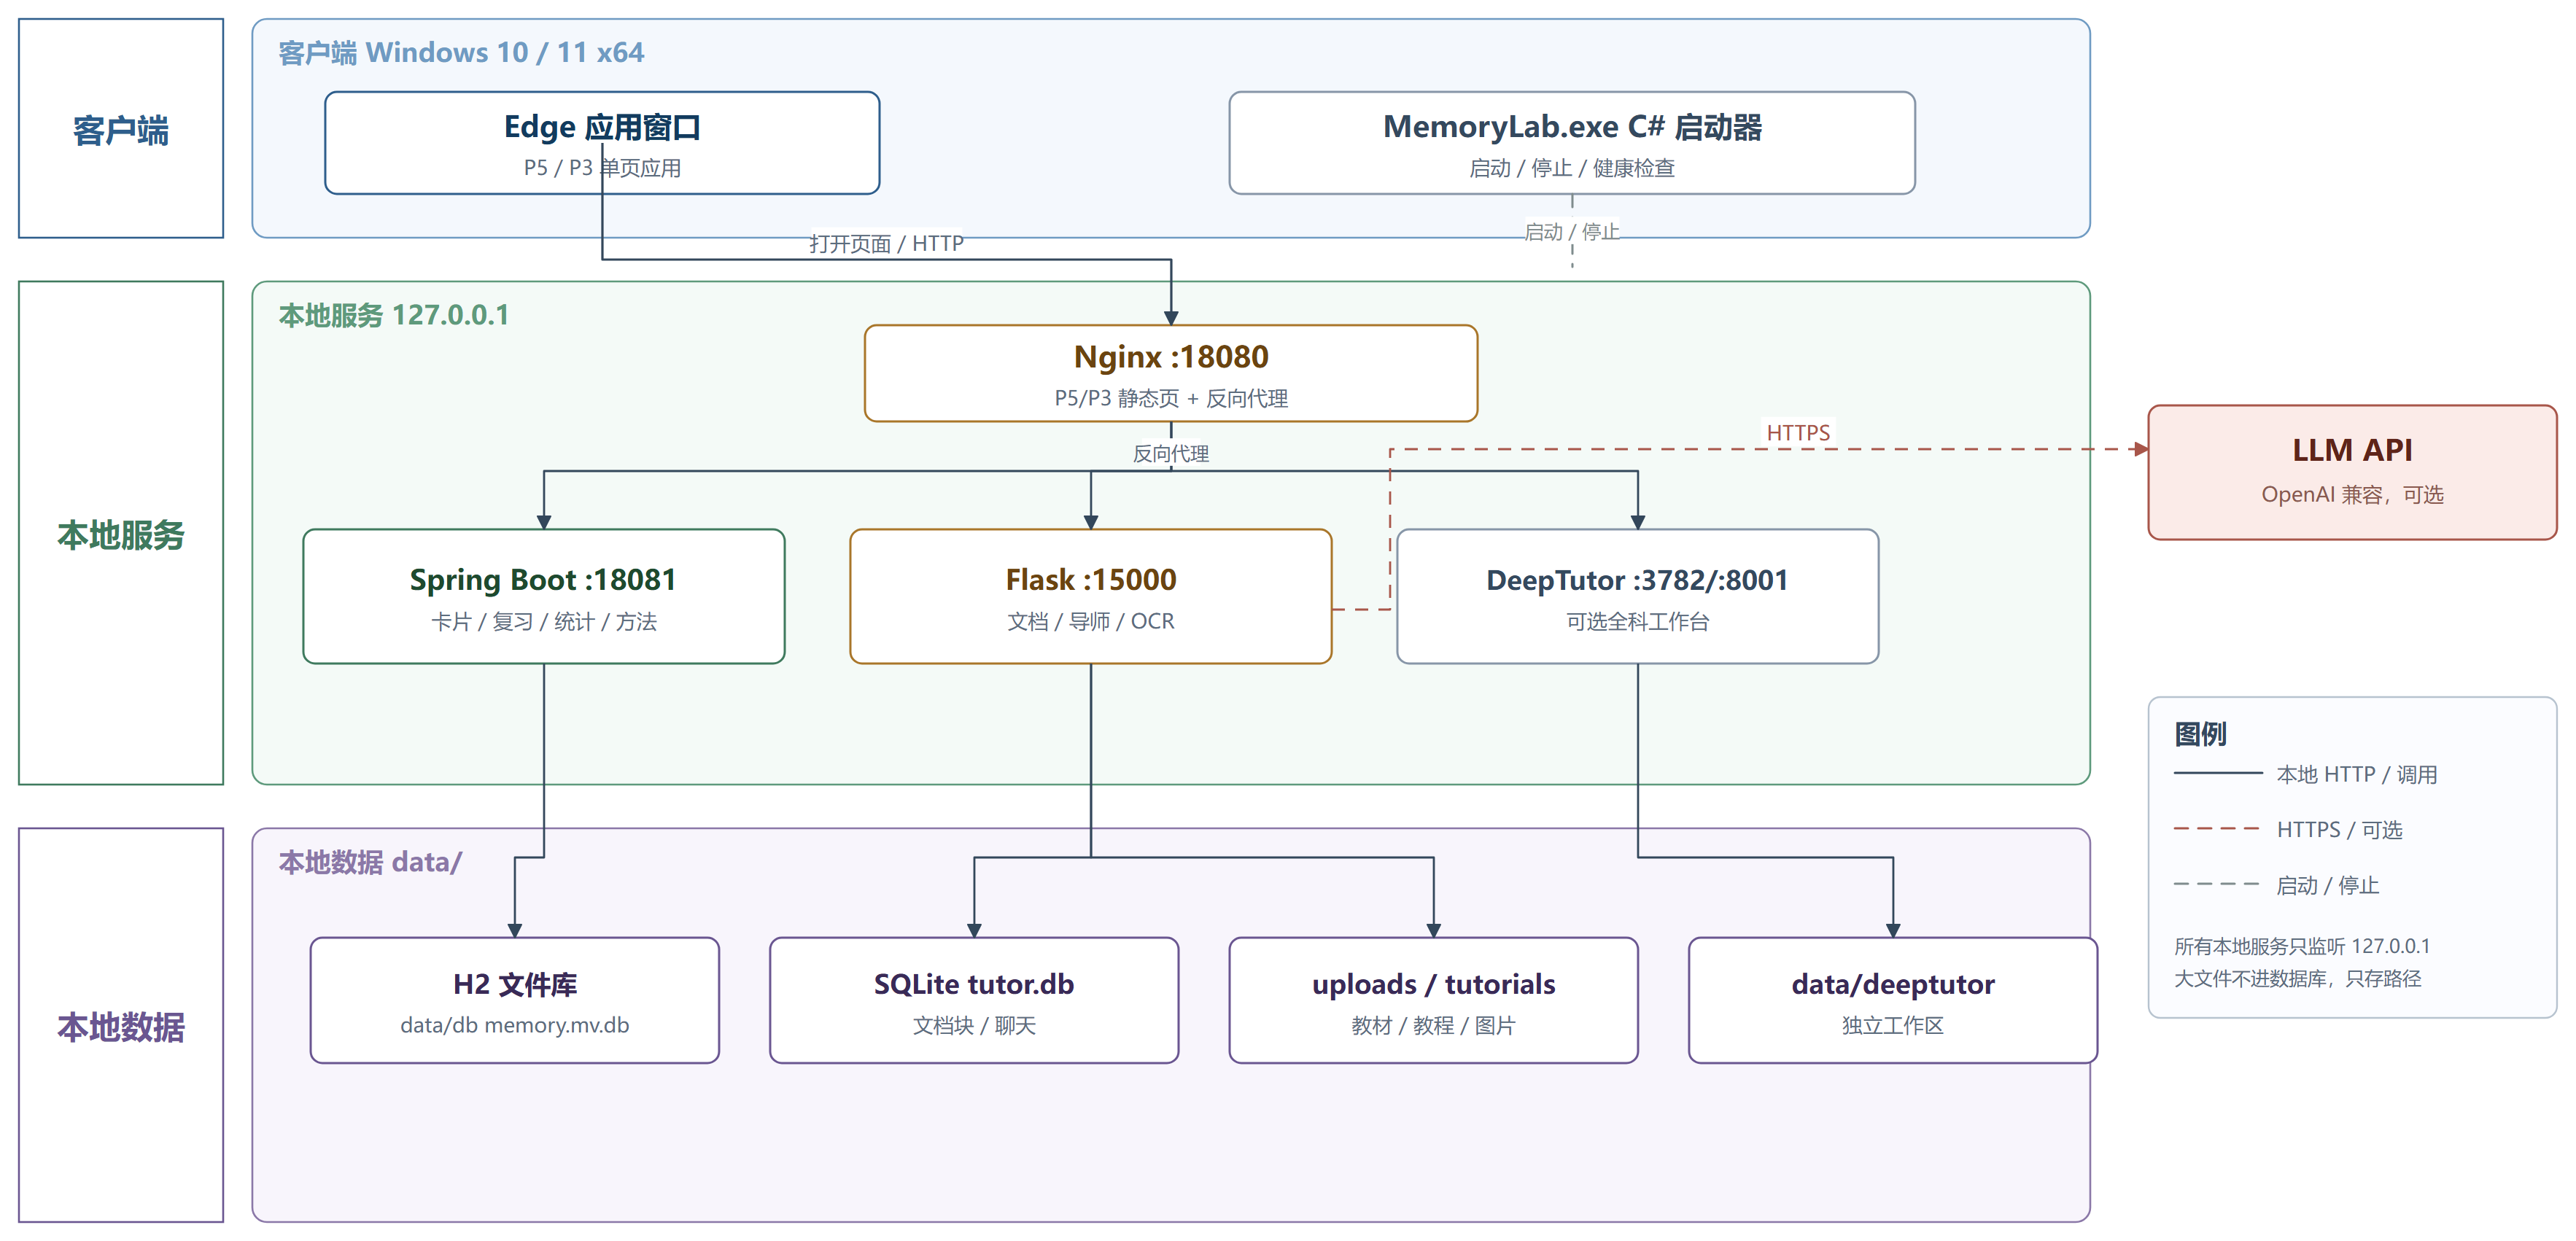 客户端
客户端 Windows 10 / 11 x64
Edge 应用窗口
P5 / P3 单页应用
MemoryLab.exe C# 启动器
启动 / 停止 / 健康检查
打开页面 / HTTP
启动 / 停止
本地服务
本地服务 127.0.0.1
Nginx :18080
P5/P3 静态页 + 反向代理
反向代理
HTTPS
LLM API
OpenAI 兼容，可选
Spring Boot :18081
卡片 / 复习 / 统计 / 方法
Flask :15000
文档 / 导师 / OCR
DeepTutor :3782/:8001
可选全科工作台
图例
本地 HTTP / 调用
HTTPS / 可选
启动 / 停止
所有本地服务只监听 127.0.0.1
大文件不进数据库，只存路径
本地数据
本地数据 data/
H2 文件库
data/db memory.mv.db
SQLite tutor.db
文档块 / 聊天
uploads / tutorials
教材 / 教程 / 图片
data/deeptutor
独立工作区